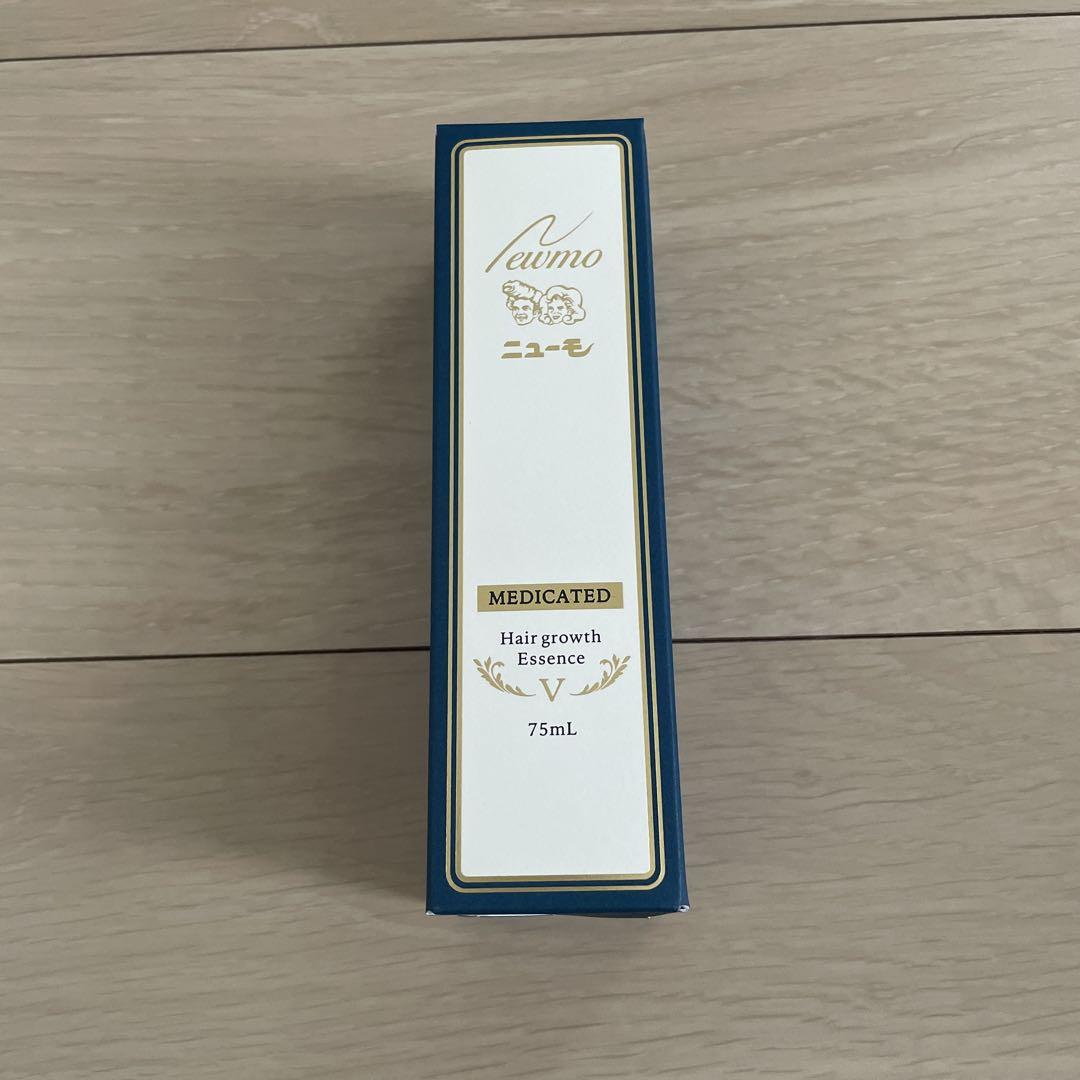 Newmo
ニューモ
MEDICATED
Hair growth
Essence
V
75mL